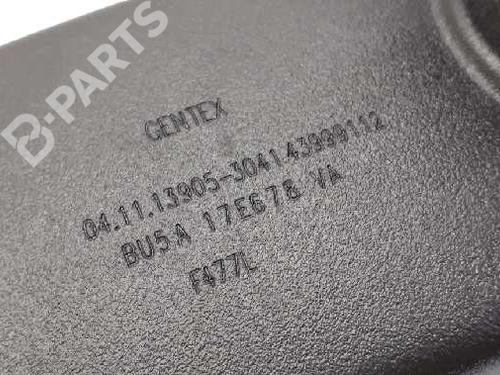 B-PARTS
GENTEX
04.11.13905-304143999112
BU5A 17E678 VA
F477L